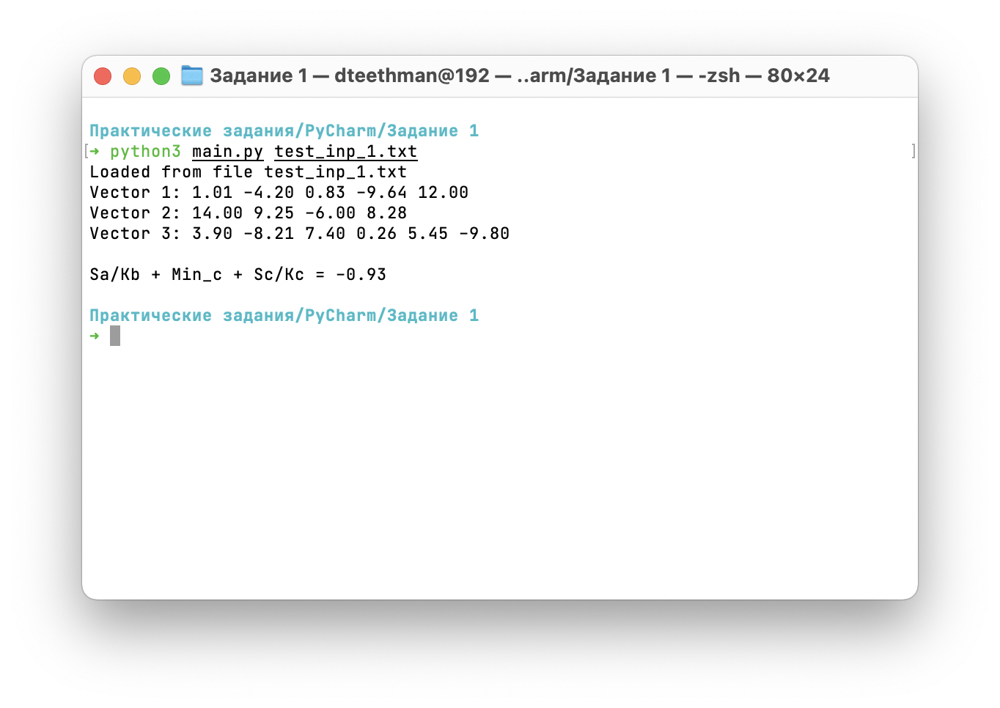 Задание 1 — dteethman@192 — ..arm/Задание 1 — -zsh — 80×24
Практические задания/PyCharm/Задание 1
[➜ python3 main.py test_inp_1.txt ]
Loaded from file test_inp_1.txt
Vector 1: 1.01 -4.20 0.83 -9.64 12.00
Vector 2: 14.00 9.25 -6.00 8.28
Vector 3: 3.90 -8.21 7.40 0.26 5.45 -9.80
Sa/Kb + Min_c + Sc/Kc = -0.93
Практические задания/PyCharm/Задание 1
➜